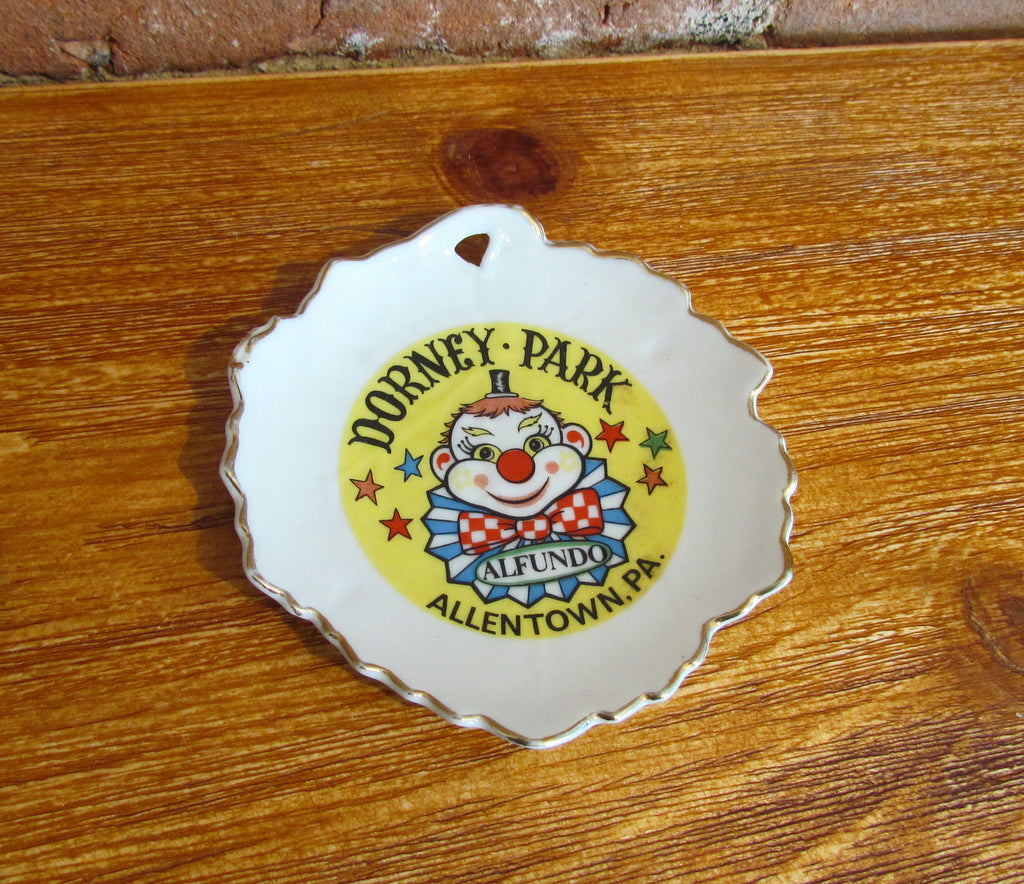 DORNEY · PARK
ALFUNDO
ALLENTOWN, PA.